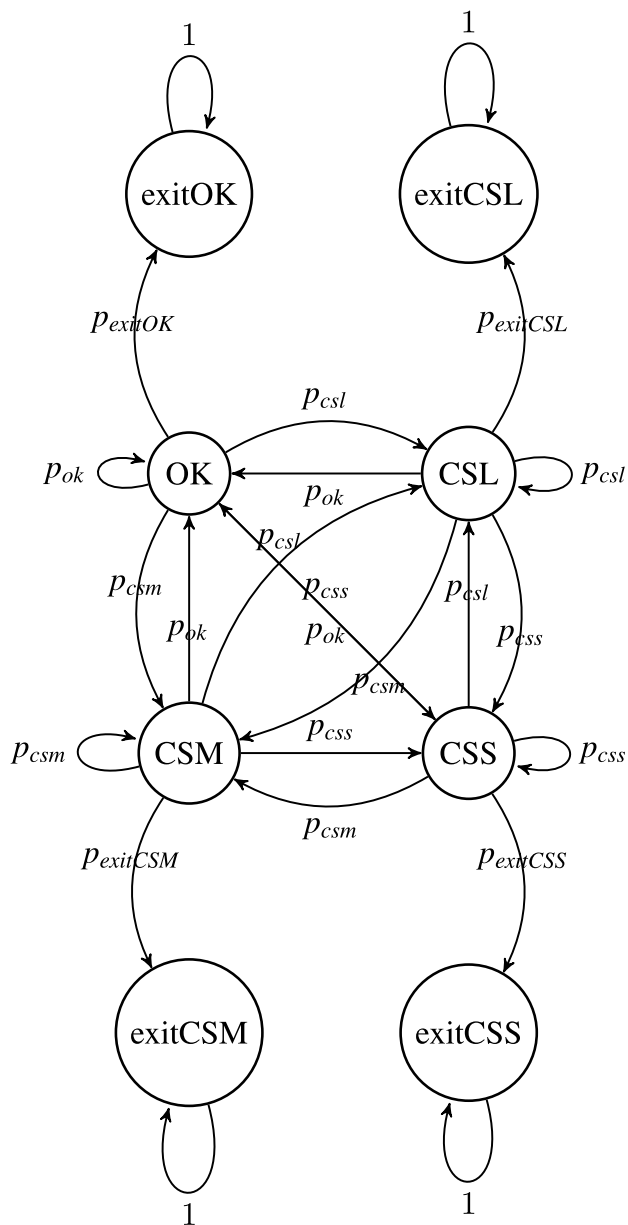 1
1
exitOK
exitCSL
p_exitOK
p_exitCSL
p_csl
p_ok
OK
CSL
p_csl
p_ok
p_csl
p_csm
p_css
p_csl
p_ok
p_ok
p_css
p_csm
p_css
p_csm
CSM
CSS
p_css
p_csm
p_exitCSM
p_exitCSS
exitCSM
exitCSS
1
1